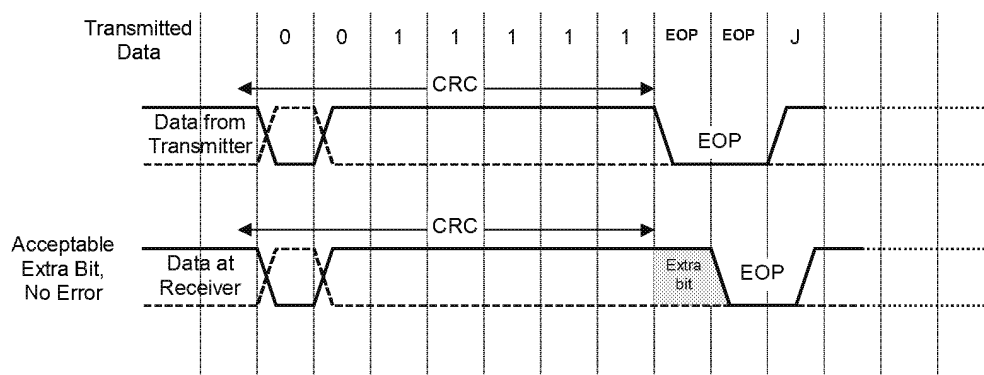 Transmitted
Data
0 0 1 1 1 1 1 EOP EOP J
CRC
Data from
Transmitter
EOP
CRC
Acceptable
Extra Bit,
No Error
Data at
Receiver
Extra
bit
EOP